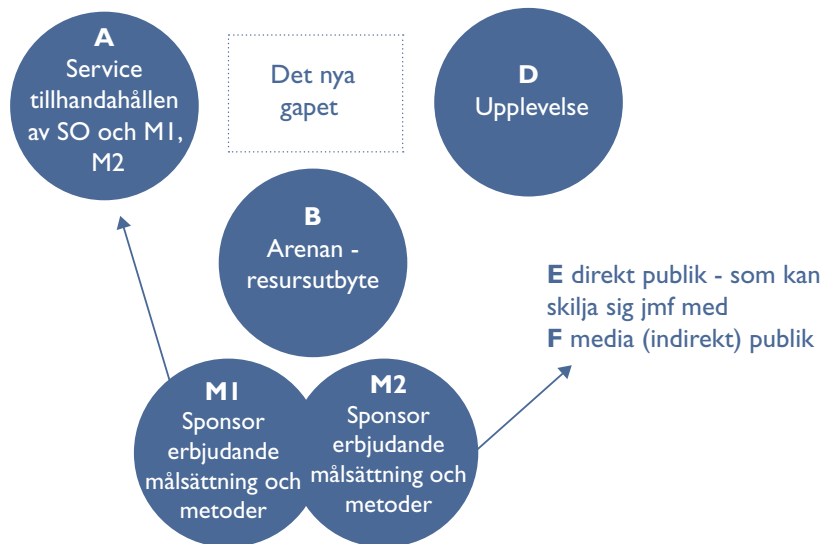 A
Service
tillhandahållen
av SO och M1,
M2
Det nya
gapet
D
Upplevelse
B
Arenan -
resursutbyte
E direkt publik - som kan
skilja sig jmf med
F media (indirekt) publik
M1
Sponsor
erbjudande
målsättning och
metoder
M2
Sponsor
erbjudande
målsättning och
metoder